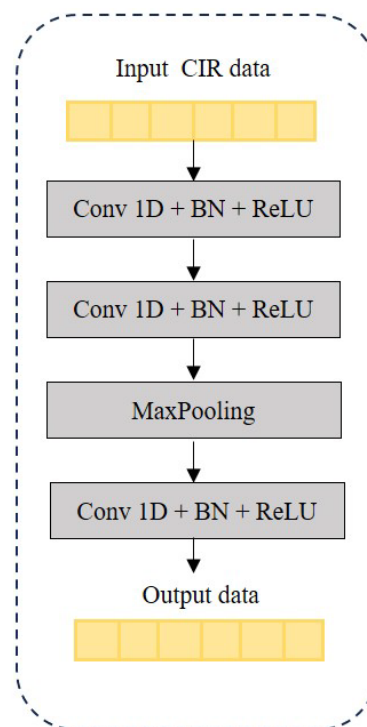 Input CIR data
Conv 1D + BN + ReLU
Conv 1D + BN + ReLU
MaxPooling
Conv 1D + BN + ReLU
Output data